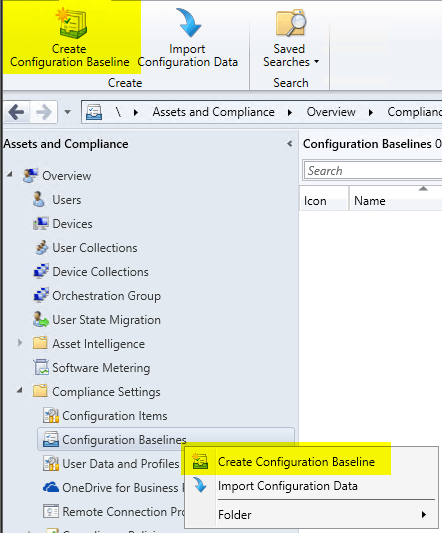 Create
Configuration Baseline
Import
Configuration Data
Saved
Searches
Create
Search
\ Assets and Compliance Overview
Assets and Compliance
Configuration Baselines
Search
Icon Name
Overview
Users
Devices
User Collections
Device Collections
Orchestration Group
User State Migration
Asset Intelligence
Software Metering
Compliance Settings
Configuration Items
Configuration Baselines
User Data and Profiles
OneDrive for Business
Remote Connection
Create Configuration Baseline
Import Configuration Data
Folder